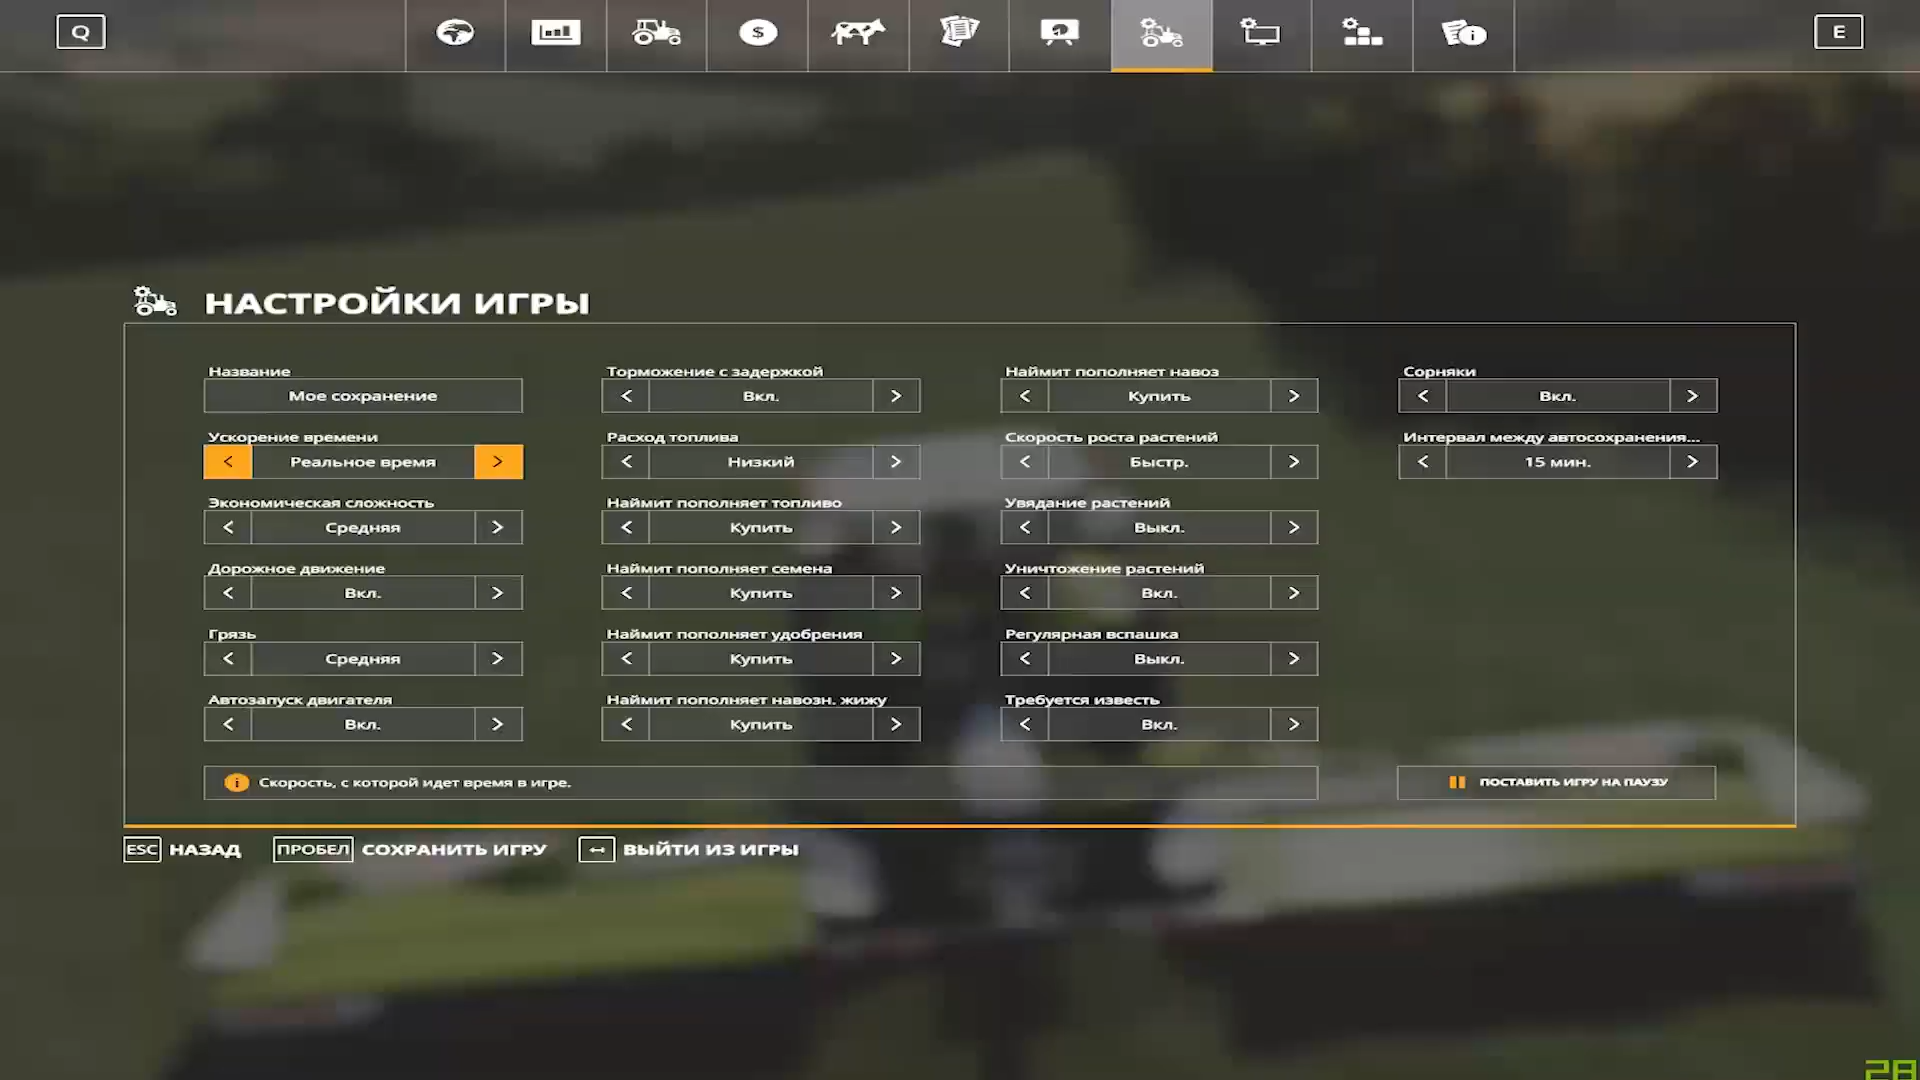 Q
E
НАСТРОЙКИ ИГРЫ
Название
Мое сохранение
Ускорение времени
Реальное время
Экономическая сложность
Средняя
Дорожное движение
Вкл.
Грязь
Средняя
Автозапуск двигателя
Вкл.
Торможение с задержкой
Вкл.
Расход топлива
Низкий
Наймит пополняет топливо
Купить
Наймит пополняет семена
Купить
Наймит пополняет удобрения
Купить
Наймит пополняет навозн. жижу
Купить
Наймит пополняет навоз
Купить
Скорость роста растений
Быстр.
Увядание растений
Выкл.
Уничтожение растений
Вкл.
Регулярная вспашка
Выкл.
Требуется известь
Вкл.
Сорняки
Вкл.
Интервал между автосохранения...
15 мин.
Скорость, с которой идет время в игре.
ПОСТАВИТЬ ИГРУ НА ПАУЗУ
ESC НАЗАД ПРОБЕЛ СОХРАНИТЬ ИГРУ ВЫЙТИ ИЗ ИГРЫ
28